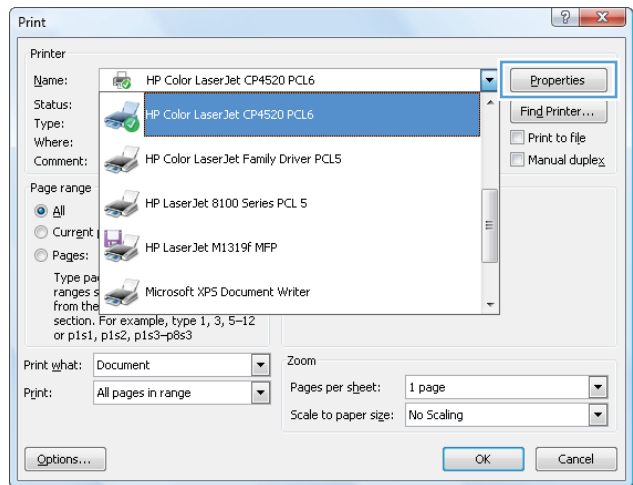 Print
Printer
Name: HP Color LaserJet CP4520 PCL6 Properties
Status:
HP Color LaserJet CP4520 PCL6 Find Printer...
Type:
Where: Print to file
Comment: HP Color LaserJet Family Driver PCL5 Manual duplex
Page range
All HP LaserJet 8100 Series PCL 5
Current
Pages: HP LaserJet M1319f MFP
Type
ranges Microsoft XPS Document Writer
from the
section. For example, type 1, 3, 5–12
or p1s1, p1s2, p1s3–p8s3
Print what: Document Zoom
Print: All pages in range Pages per sheet: 1 page
Scale to paper size: No Scaling
Options... OK Cancel